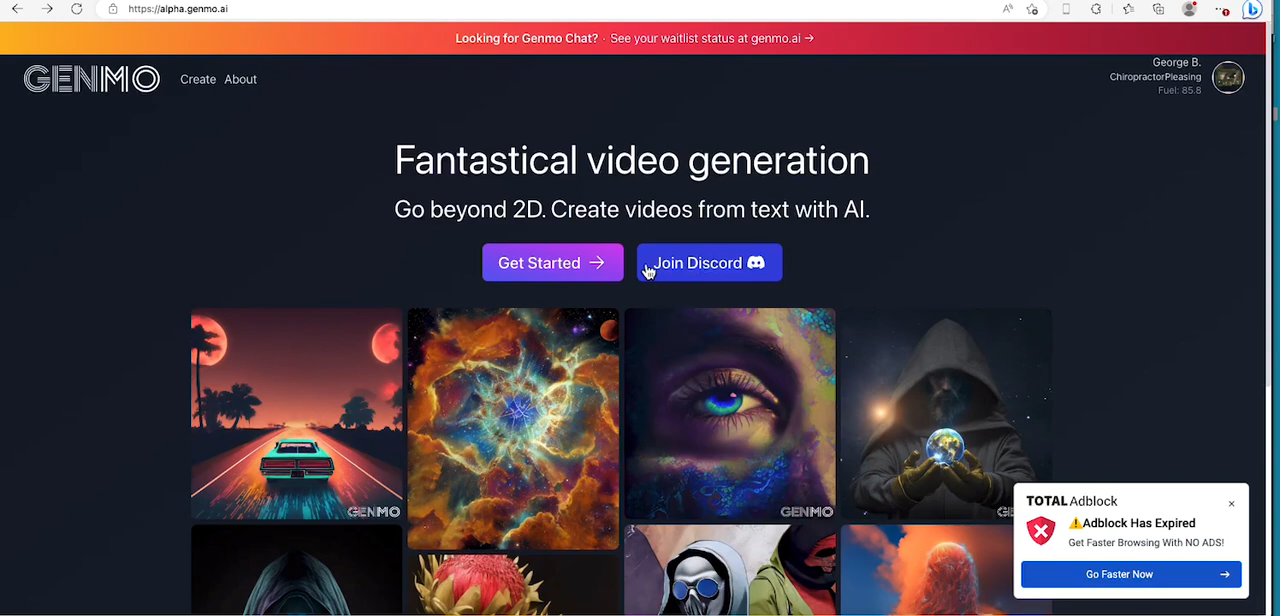 https://alpha.genmo.ai
Looking for Genmo Chat? · See your waitlist status at genmo.ai →
GENMO
Create About
George B.
ChiropractorPleasing
Fuel: 85.8
Fantastical video generation
Go beyond 2D. Create videos from text with AI.
Get Started →
Join Discord
GENMO
GENMO
TOTAL Adblock
⚠Adblock Has Expired
Get Faster Browsing With NO ADS!
Go Faster Now →